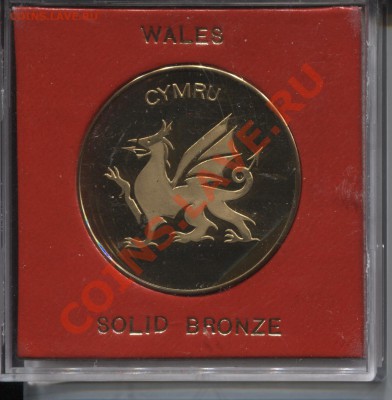 COINS.LAVE.RU
WALES
CYMRU
COINS.LAVE.RU
SOLID BRONZE